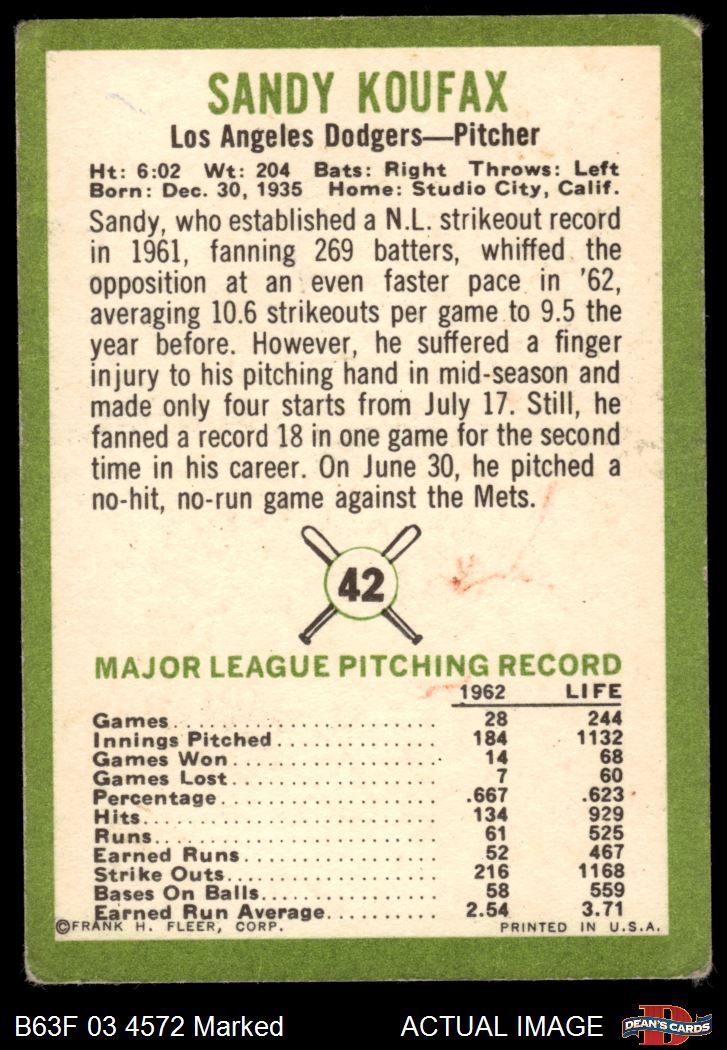 SANDY KOUFAX
Los Angeles Dodgers—Pitcher
Ht: 6:02 Wt: 204 Bats: Right Throws: Left
Born: Dec. 30, 1935 Home: Studio City, Calif.
Sandy, who established a N.L. strikeout record
in 1961, fanning 269 batters, whiffed the
opposition at an even faster pace in '62,
averaging 10.6 strikeouts per game to 9.5 the
year before. However, he suffered a finger
injury to his pitching hand in mid-season and
made only four starts from July 17. Still, he
fanned a record 18 in one game for the second
time in his career. On June 30, he pitched a
no-hit, no-run game against the Mets.
42
MAJOR LEAGUE PITCHING RECORD
1962 LIFE
Games........................ 28 244
Innings Pitched.............. 184 1132
Games Won.................. 14 68
Games Lost.................. 7 60
Percentage................... .667 .623
Hits.......................... 134 929
Runs......................... 61 525
Earned Runs................. 52 467
Strike Outs................... 216 1168
Bases On Balls................ 58 559
Earned Run Average.......... 2.54 3.71
©FRANK H. FLEER, CORP. PRINTED IN U.S.A.
B63F 03 4572 Marked ACTUAL IMAGE D DEAN'S CARDS